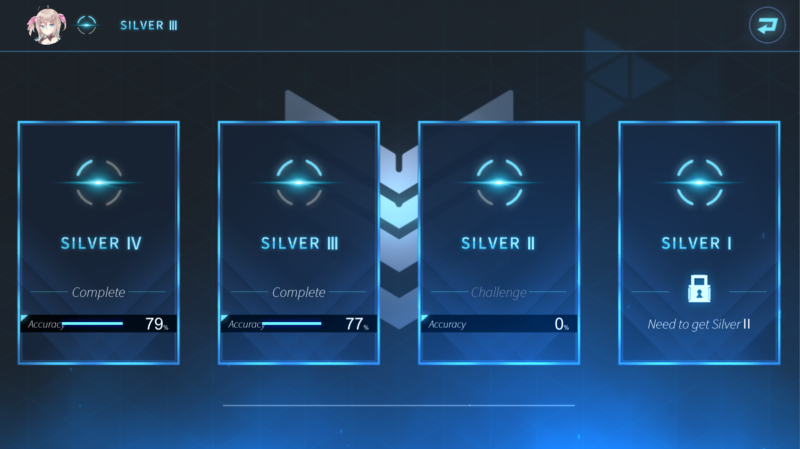 SILVER III
SILVER IV
Complete
Accuracy 79%
SILVER III
Complete
Accuracy 77%
SILVER II
Challenge
Accuracy 0%
SILVER I
Need to get Silver II